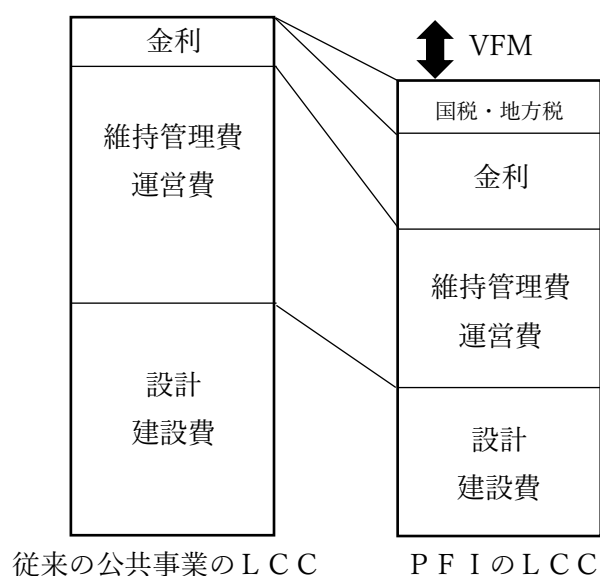 金利
維持管理費
運営費
設計
建設費
従来の公共事業のＬＣＣ
VFM
国税・地方税
金利
維持管理費
運営費
設計
建設費
ＰＦＩのＬＣＣ